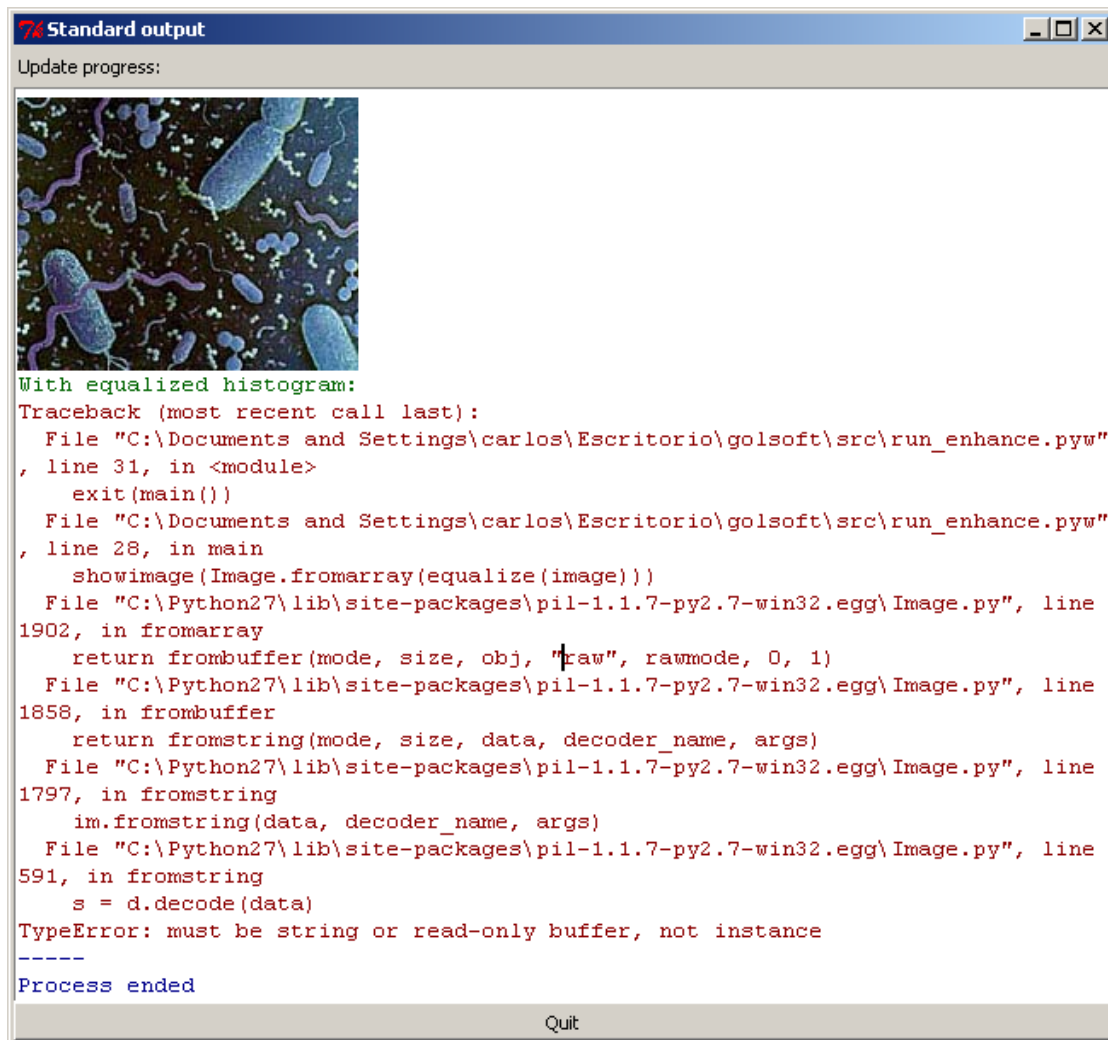 Standard output
Update progress:
With equalized histogram:
Traceback (most recent call last):
  File "C:\Documents and Settings\carlos\Escritorio\golsoft\src\run_enhance.pyw"
, line 31, in <module>
    exit(main())
  File "C:\Documents and Settings\carlos\Escritorio\golsoft\src\run_enhance.pyw"
, line 28, in main
    showimage(Image.fromarray(equalize(image)))
  File "C:\Python27\lib\site-packages\pil-1.1.7-py2.7-win32.egg\Image.py", line
1902, in fromarray
    return frombuffer(mode, size, obj, "raw", rawmode, 0, 1)
  File "C:\Python27\lib\site-packages\pil-1.1.7-py2.7-win32.egg\Image.py", line
1858, in frombuffer
    return fromstring(mode, size, data, decoder_name, args)
  File "C:\Python27\lib\site-packages\pil-1.1.7-py2.7-win32.egg\Image.py", line
1797, in fromstring
    im.fromstring(data, decoder_name, args)
  File "C:\Python27\lib\site-packages\pil-1.1.7-py2.7-win32.egg\Image.py", line
591, in fromstring
    s = d.decode(data)
TypeError: must be string or read-only buffer, not instance
-----
Process ended
Quit